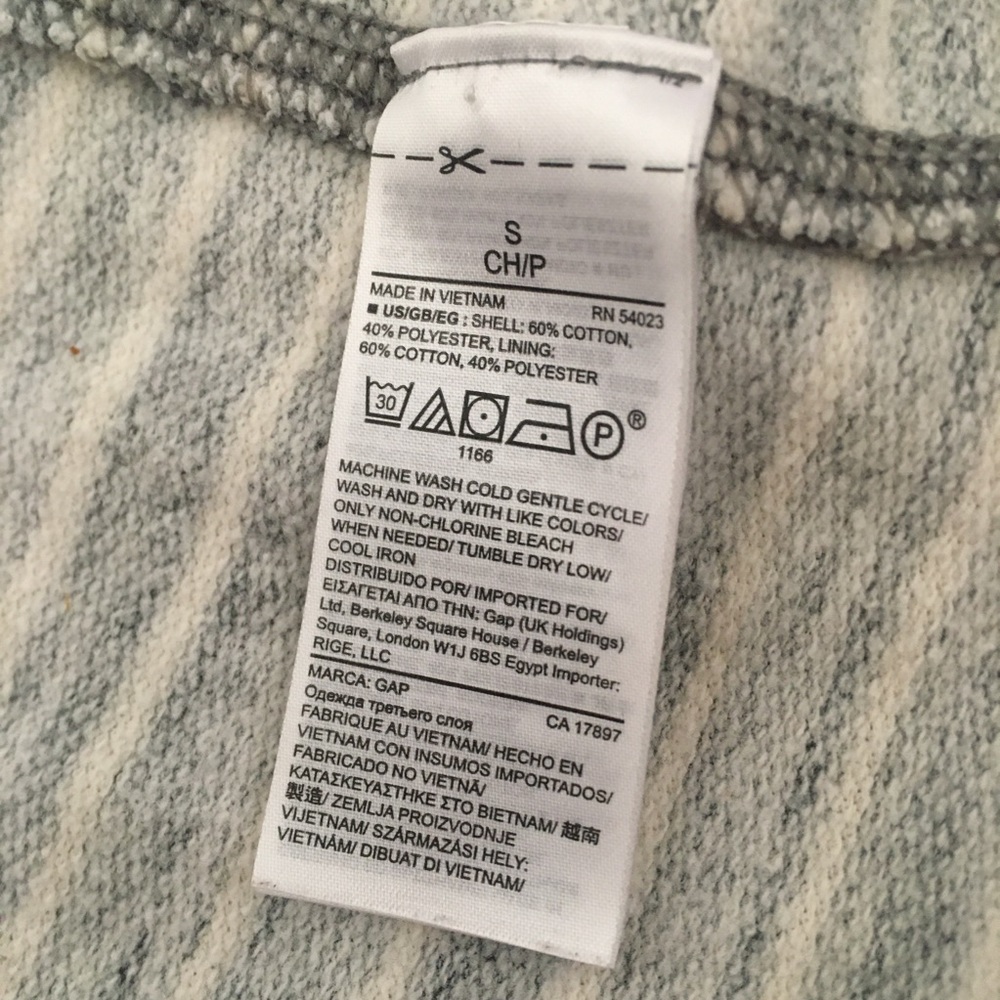 S
CH/P
MADE IN VIETNAM RN 54023
■ US/GB/EG : SHELL: 60% COTTON,
40% POLYESTER, LINING:
60% COTTON, 40% POLYESTER
30 P ®
1166
MACHINE WASH COLD GENTLE CYCLE/
WASH AND DRY WITH LIKE COLORS/
ONLY NON-CHLORINE BLEACH
WHEN NEEDED/ TUMBLE DRY LOW/
COOL IRON
DISTRIBUIDO POR/ IMPORTED FOR/
ΕΙΣΑΓΕΤΑΙ ΑΠΟ ΤΗΝ: Gap (UK Holdings)
Ltd, Berkeley Square House / Berkeley
Square, London W1J 6BS Egypt Importer:
RIGE, LLC
MARCA: GAP CA 17897
Одежда третьего слоя
FABRIQUE AU VIETNAM/ HECHO EN
VIETNAM CON INSUMOS IMPORTADOS/
FABRICADO NO VIETNÃ/
ΚΑΤΑΣΚΕΥΑΣΤΗΚΕ ΣΤΟ ΒΙΕΤΝΑΜ/ 越南
製造/ ZEMLJA PROIZVODNJE
VIJETNAM/ SZÁRMAZÁSI HELY:
VIETNÁM/ DIBUAT DI VIETNAM/